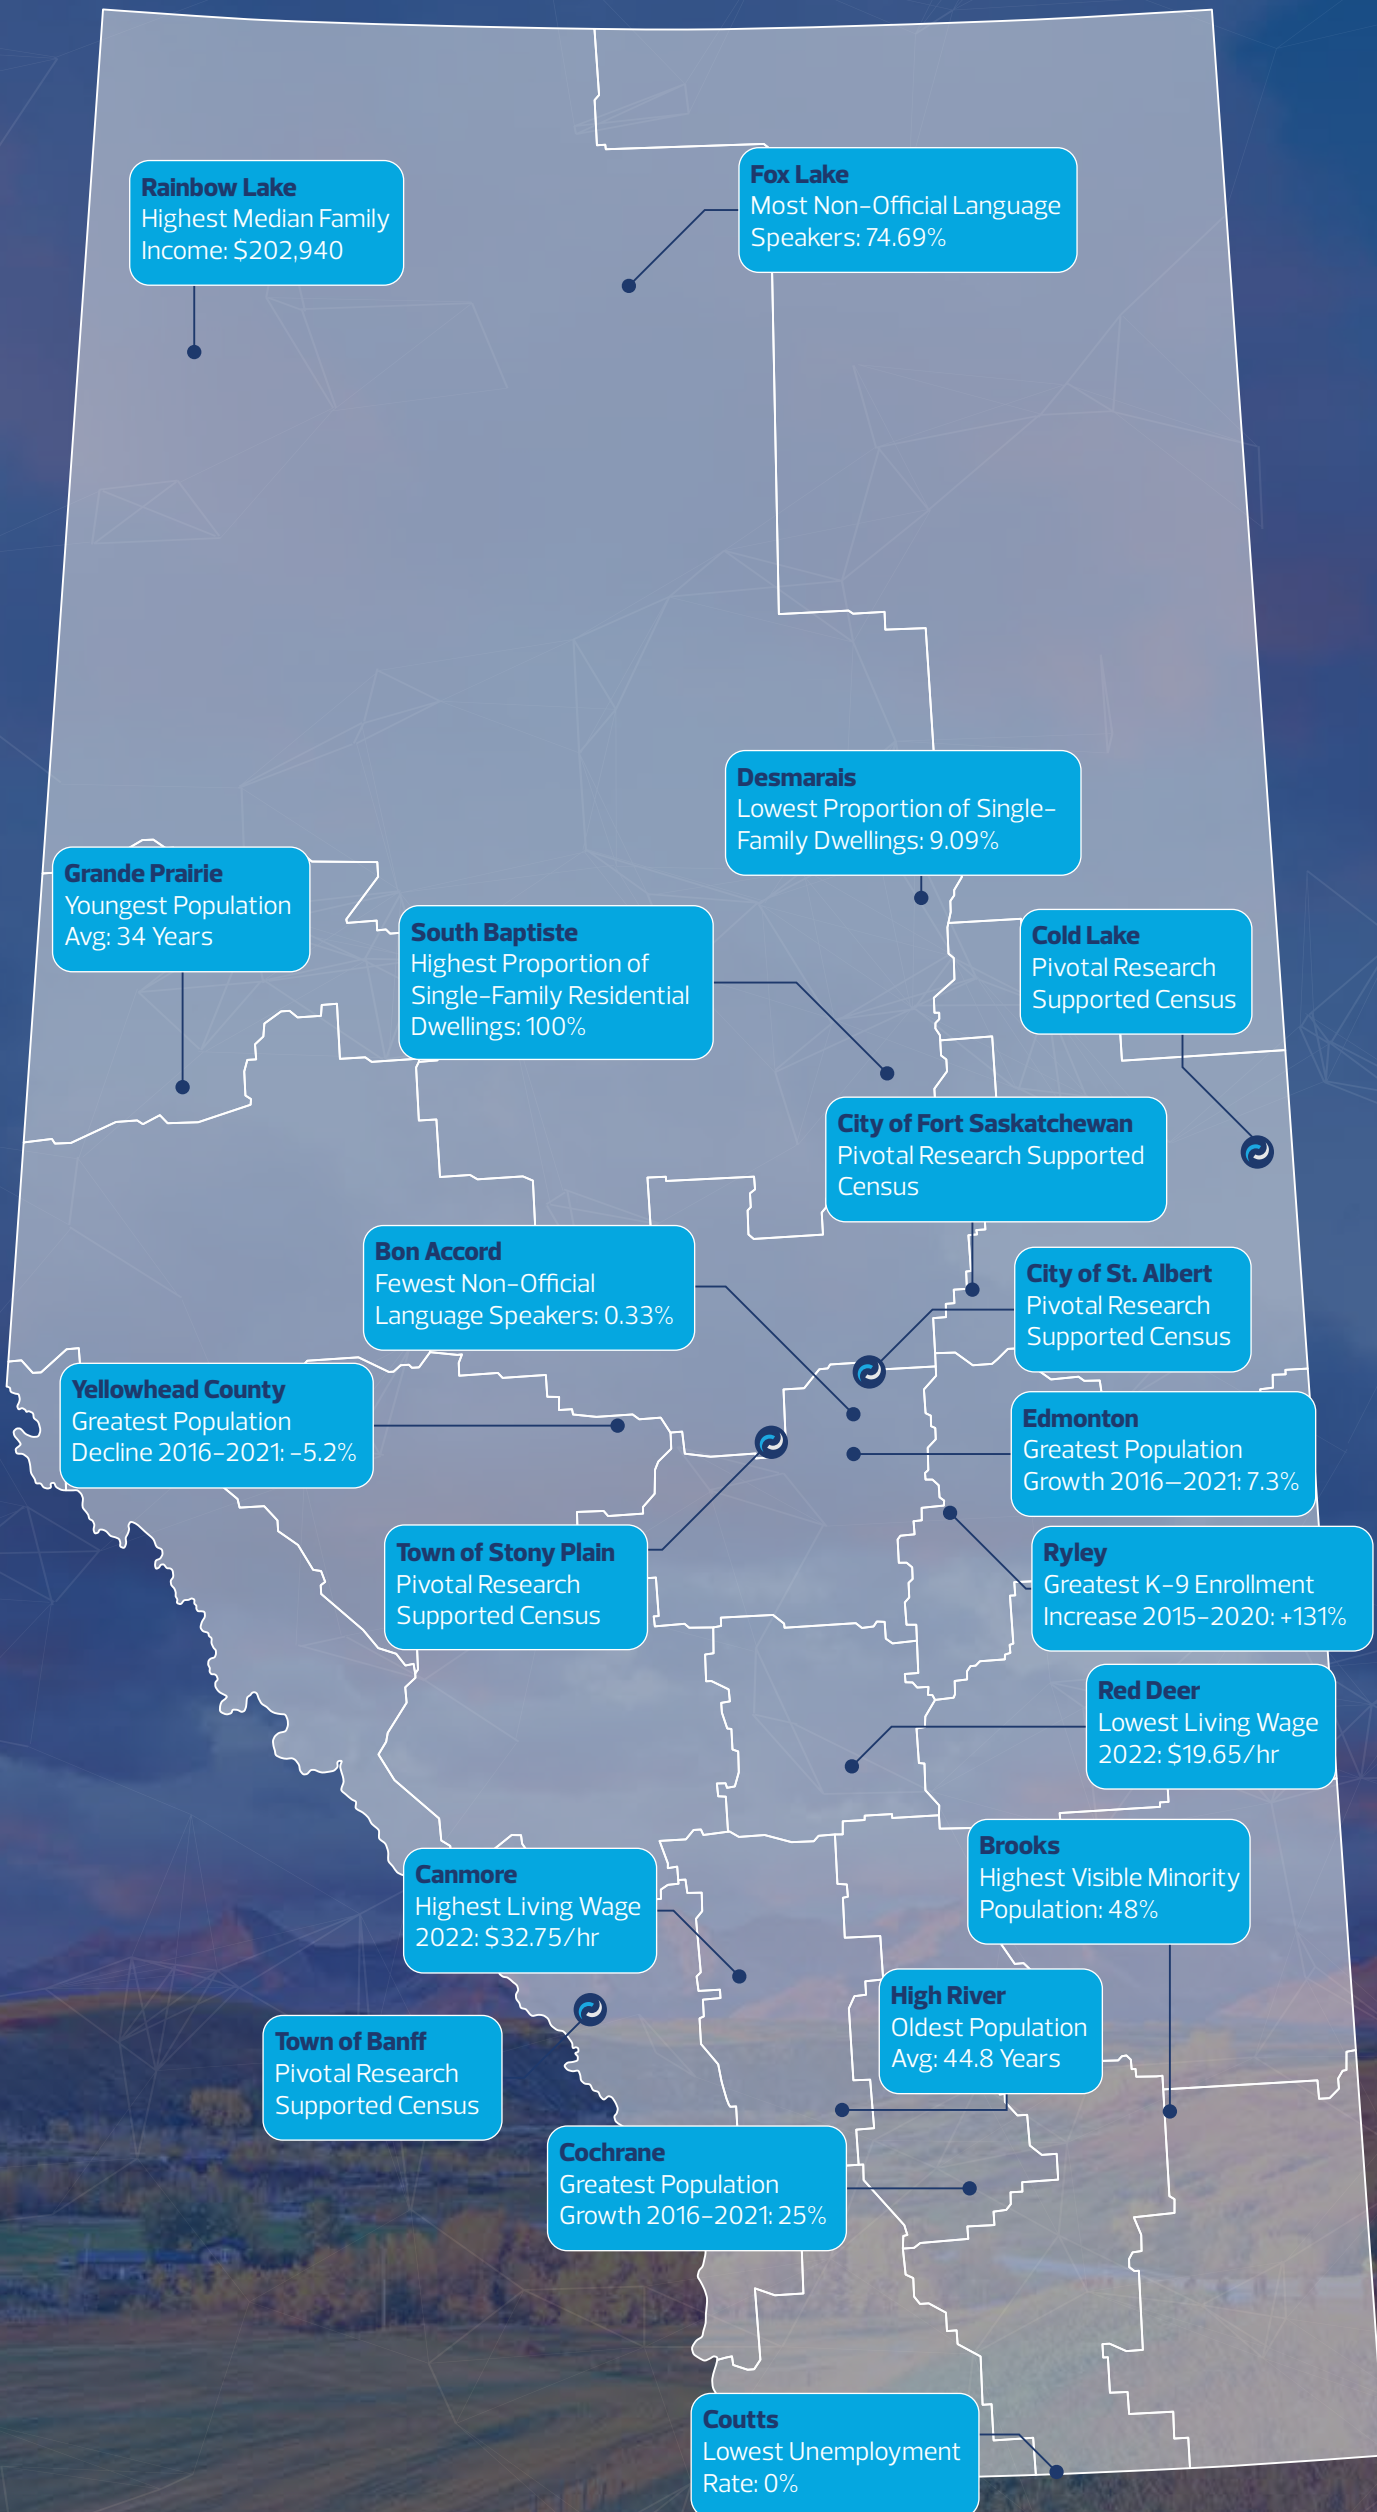 Rainbow Lake
Highest Median Family
Income: $202,940
Fox Lake
Most Non-Official Language
Speakers: 74.69%
Desmarais
Lowest Proportion of Single-
Family Dwellings: 9.09%
Grande Prairie
Youngest Population
Avg: 34 Years
South Baptiste
Highest Proportion of
Single-Family Residential
Dwellings: 100%
Cold Lake
Pivotal Research
Supported Census
City of Fort Saskatchewan
Pivotal Research Supported
Census
Bon Accord
Fewest Non-Official
Language Speakers: 0.33%
City of St. Albert
Pivotal Research
Supported Census
Yellowhead County
Greatest Population
Decline 2016-2021: -5.2%
Edmonton
Greatest Population
Growth 2016–2021: 7.3%
Town of Stony Plain
Pivotal Research
Supported Census
Ryley
Greatest K-9 Enrollment
Increase 2015-2020: +131%
Red Deer
Lowest Living Wage
2022: $19.65/hr
Brooks
Highest Visible Minority
Population: 48%
Canmore
Highest Living Wage
2022: $32.75/hr
High River
Oldest Population
Avg: 44.8 Years
Town of Banff
Pivotal Research
Supported Census
Cochrane
Greatest Population
Growth 2016-2021: 25%
Coutts
Lowest Unemployment
Rate: 0%